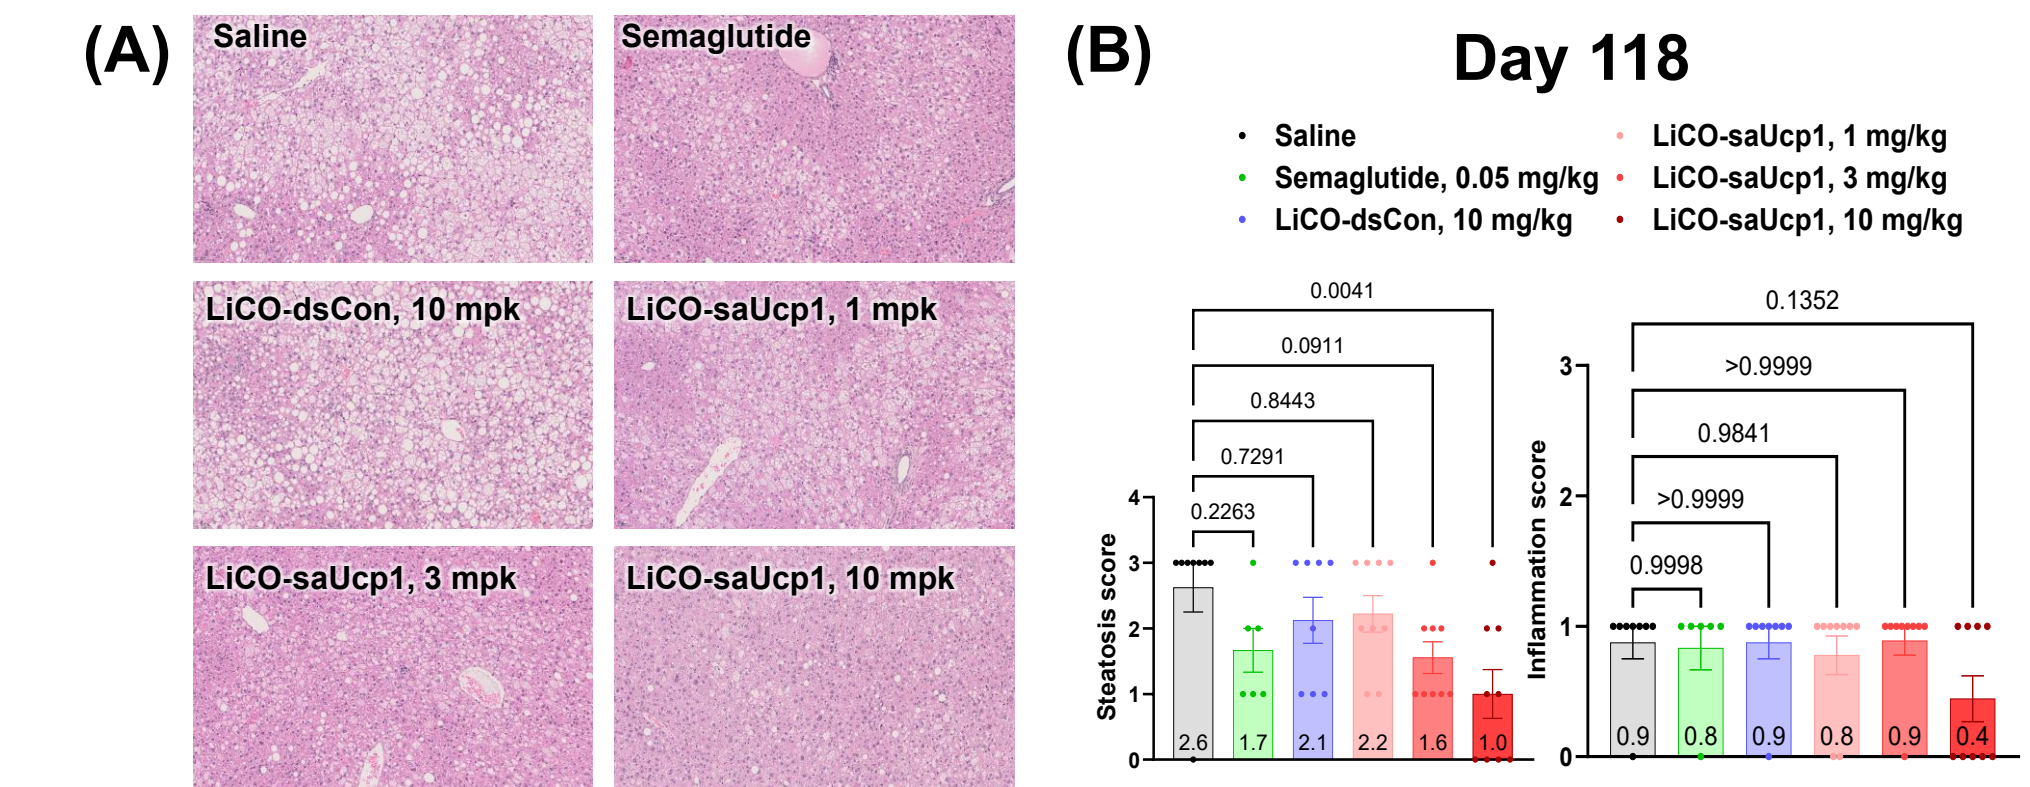 (A)
Saline
Semaglutide
LiCO-dsCon, 10 mpk
LiCO-saUcp1, 1 mpk
LiCO-saUcp1, 3 mpk
LiCO-saUcp1, 10 mpk
(B)
Day 118
Saline
Semaglutide, 0.05 mg/kg
LiCO-dsCon, 10 mg/kg
LiCO-saUcp1, 1 mg/kg
LiCO-saUcp1, 3 mg/kg
LiCO-saUcp1, 10 mg/kg
Steatosis score
4
3
2
1
0
0.0041
0.0911
0.8443
0.7291
0.2263
2.6
1.7
2.1
2.2
1.6
1.0
Inflammation score
3
2
1
0
0.1352
>0.9999
0.9841
>0.9999
0.9998
0.9
0.8
0.9
0.8
0.9
0.4